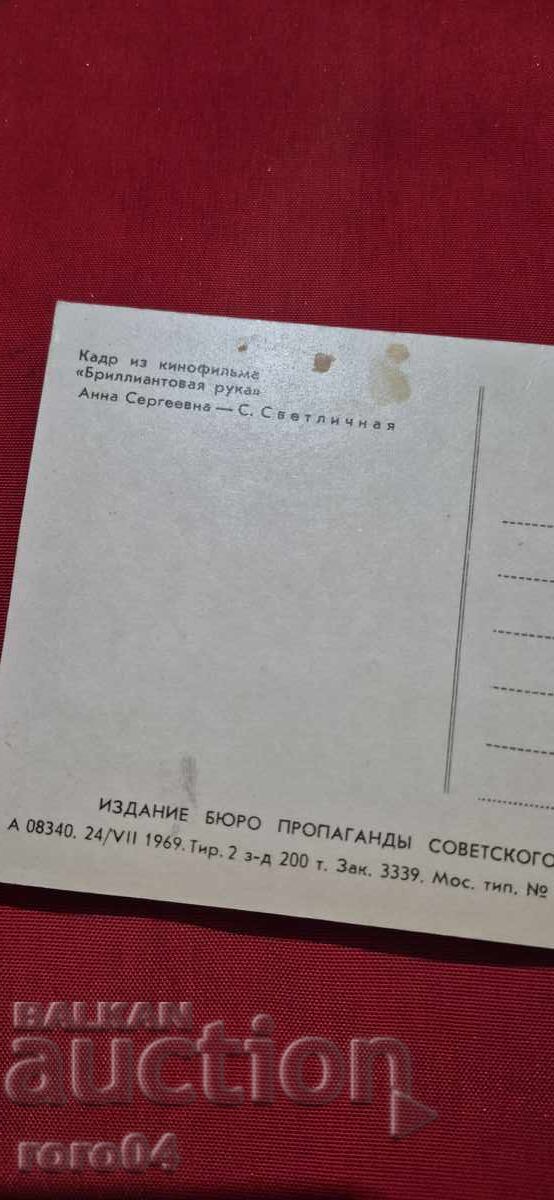 Кадр из кинофильма
«Бриллиантовая рука»
Анна Сергеевна — С. Светличная
ИЗДАНИЕ БЮРО ПРОПАГАНДЫ СОВЕТСКОГО
А 08340. 24/VII 1969. Тир. 2 з-д 200 т. Зак. 3339. Мос. тип. №
BALKAN
auction
roro04